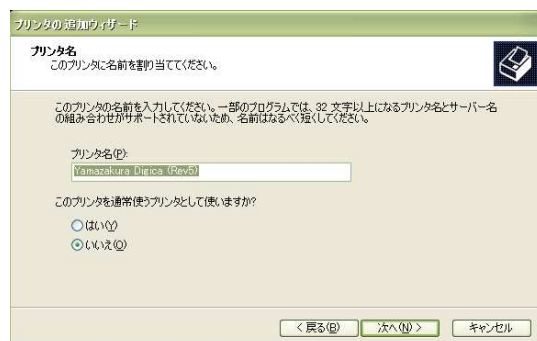 プリンタの追加ウィザード
プリンタ名
このプリンタに名前を割り当ててください。
このプリンタの名前を入力してください。一部のプログラムでは、32 文字以上になるプリンタ名とサーバー名
の組み合わせがサポートされていないため、名前はなるべく短くしてください。
プリンタ名(P):
Yamazakura Digica (Rev5)
このプリンタを通常使うプリンタとして使いますか?
はい(Y)
いいえ(O)
< 戻る(B)
次へ(N) >
キャンセル